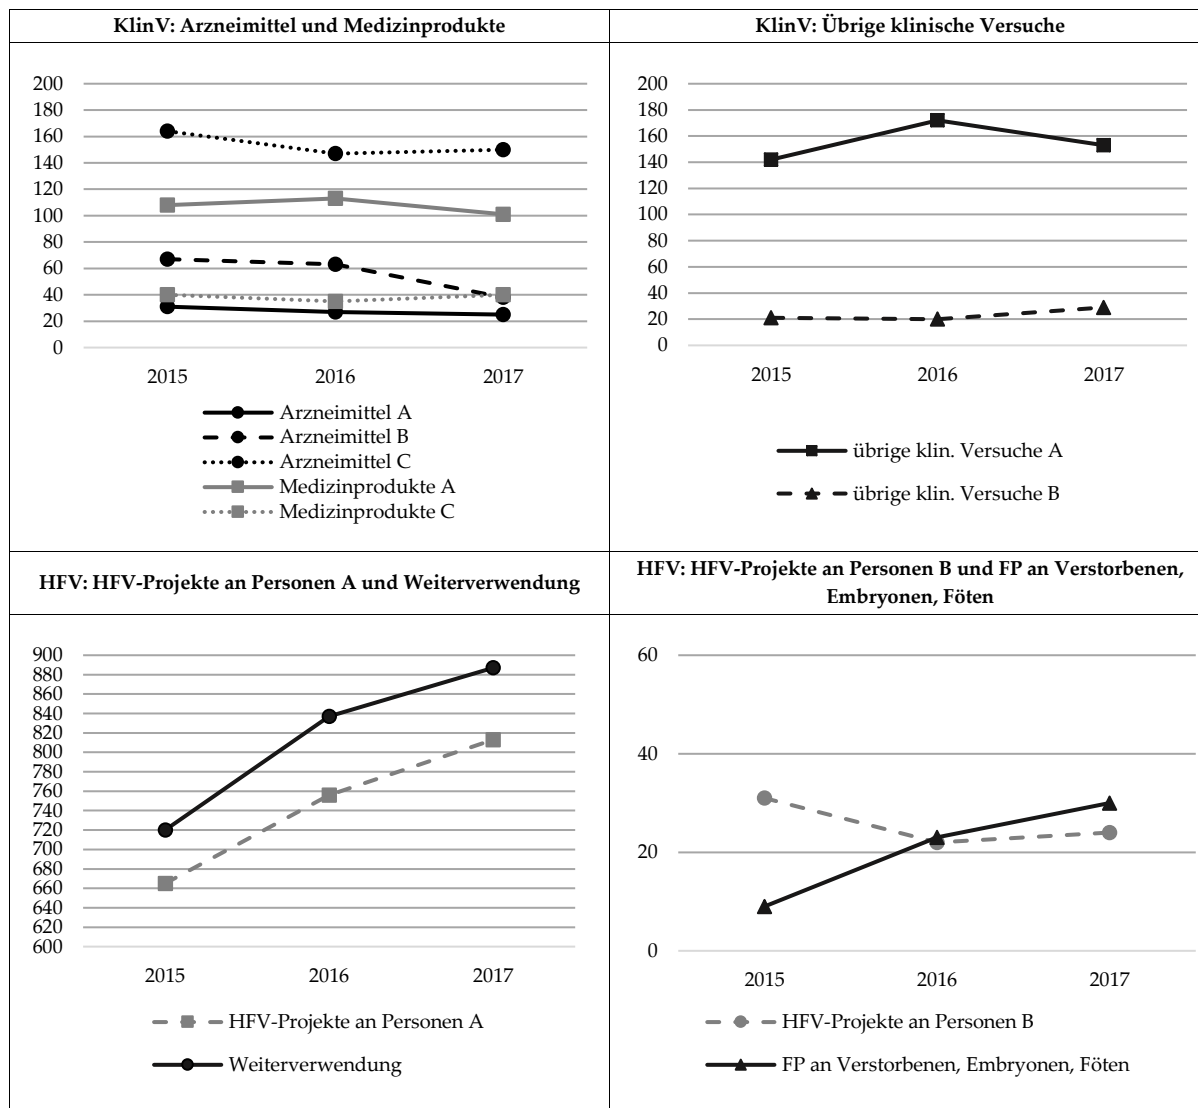 KlinV: Arzneimittel und Medizinprodukte
200
180
160
140
120
100
80
60
40
20
0
2015 2016 2017
Arzneimittel A
Arzneimittel B
Arzneimittel C
Medizinprodukte A
Medizinprodukte C
KlinV: Übrige klinische Versuche
200
180
160
140
120
100
80
60
40
20
0
2015 2016 2017
übrige klin. Versuche A
übrige klin. Versuche B
HFV: HFV-Projekte an Personen A und Weiterverwendung
900
880
860
840
820
800
780
760
740
720
700
680
660
640
620
600
2015 2016 2017
HFV-Projekte an Personen A
Weiterverwendung
HFV: HFV-Projekte an Personen B und FP an Verstorbenen,
Embryonen, Föten
60
40
20
0
2015 2016 2017
HFV-Projekte an Personen B
FP an Verstorbenen, Embryonen, Föten